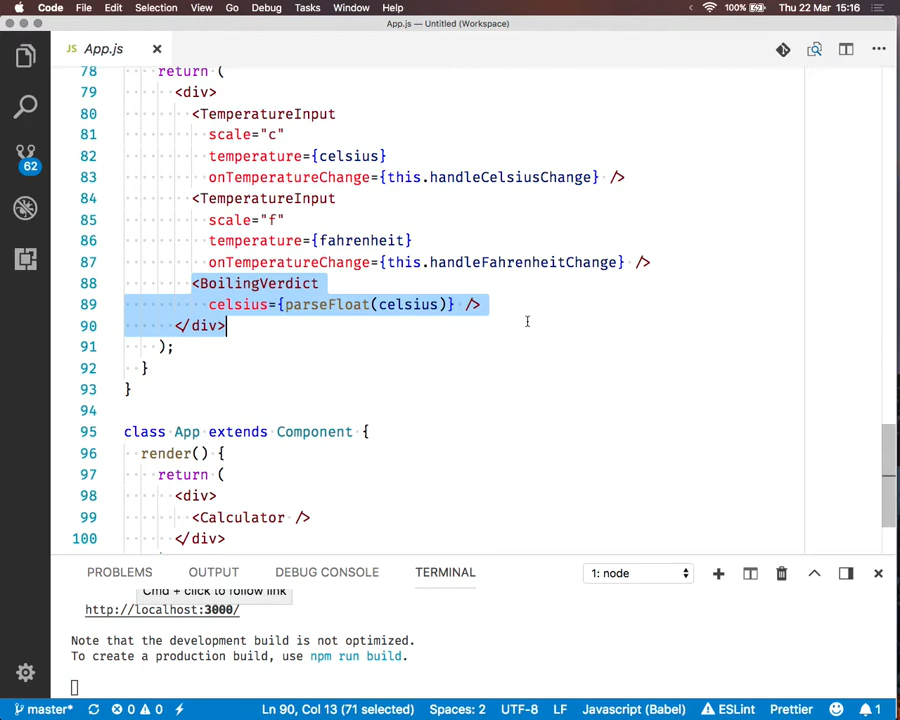 Code File Edit Selection View Go Debug Tasks Window Help 100% Thu 22 Mar 15:16
App.js — Untitled (Workspace)
JS App.js
78 return (
79 <div>
80 <TemperatureInput
81 scale="c"
82 temperature={celsius}
83 onTemperatureChange={this.handleCelsiusChange} />
84 <TemperatureInput
85 scale="f"
86 temperature={fahrenheit}
87 onTemperatureChange={this.handleFahrenheitChange} />
88 <BoilingVerdict
89 celsius={parseFloat(celsius)} />
90 </div>
91 );
92 }
93 }
94
95 class App extends Component {
96 render() {
97 return (
98 <div>
99 <Calculator />
100 </div>
62
PROBLEMS OUTPUT DEBUG CONSOLE TERMINAL 1: node
Cmd + click to follow link
http://localhost:3000/
Note that the development build is not optimized.
To create a production build, use npm run build.
master* 0 0 Ln 90, Col 13 (71 selected) Spaces: 2 UTF-8 LF Javascript (Babel) ESLint Prettier 1